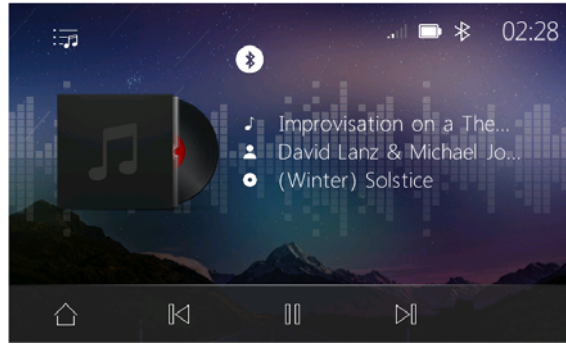 02:28
Improvisation on a The...
David Lanz & Michael Jo...
(Winter) Solstice